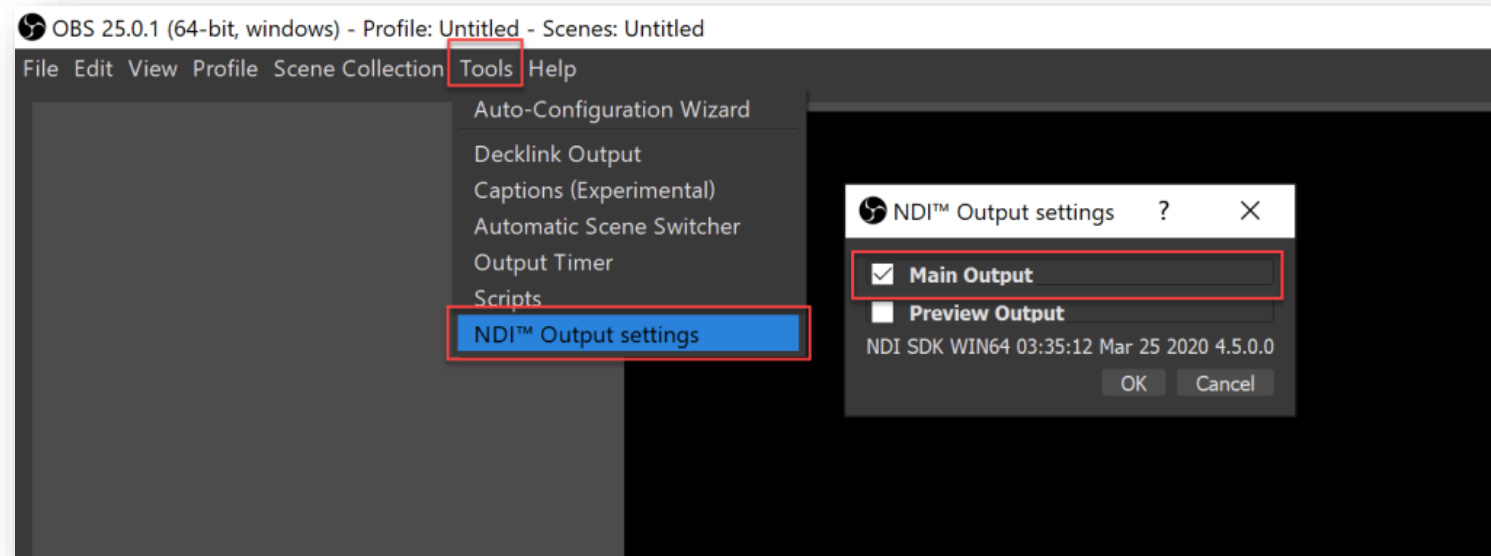 OBS 25.0.1 (64-bit, windows) - Profile: Untitled - Scenes: Untitled
File Edit View Profile Scene Collection Tools Help
Auto-Configuration Wizard
Decklink Output
Captions (Experimental)
Automatic Scene Switcher
Output Timer
Scripts
NDI™ Output settings
NDI™ Output settings ?
Main Output
Preview Output
NDI SDK WIN64 03:35:12 Mar 25 2020 4.5.0.0
OK Cancel